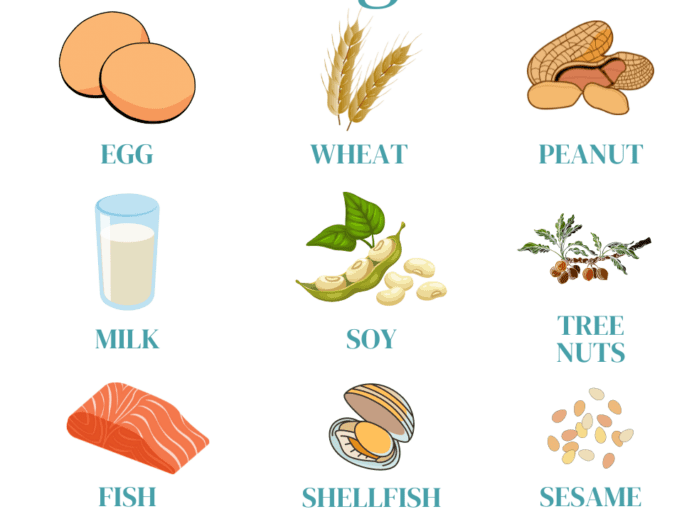 EGG
WHEAT
PEANUT
MILK
SOY
TREE
NUTS
FISH
SHELLFISH
SESAME